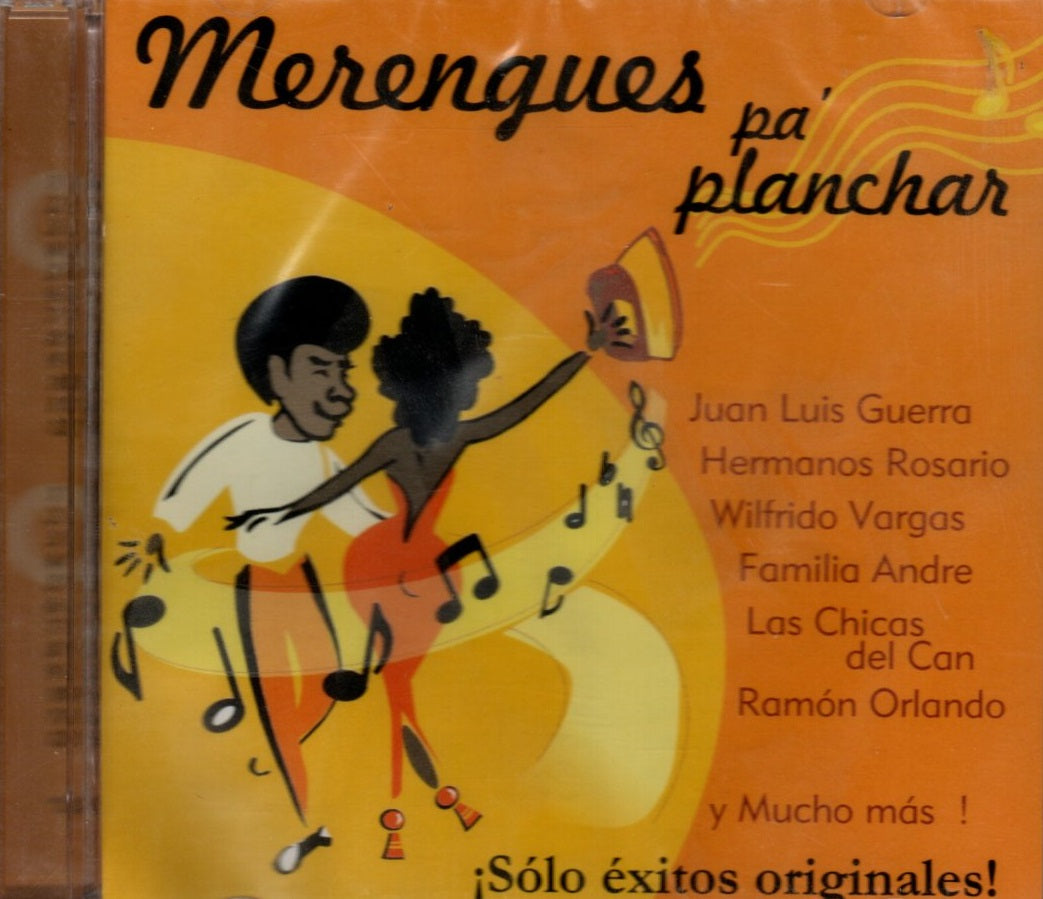 Merengues
pa'
planchar
Juan Luis Guerra
Hermanos Rosario
Wilfrido Vargas
Familia Andre
Las Chicas
del Can
Ramón Orlando
y Mucho más !
¡Sólo éxitos originales!